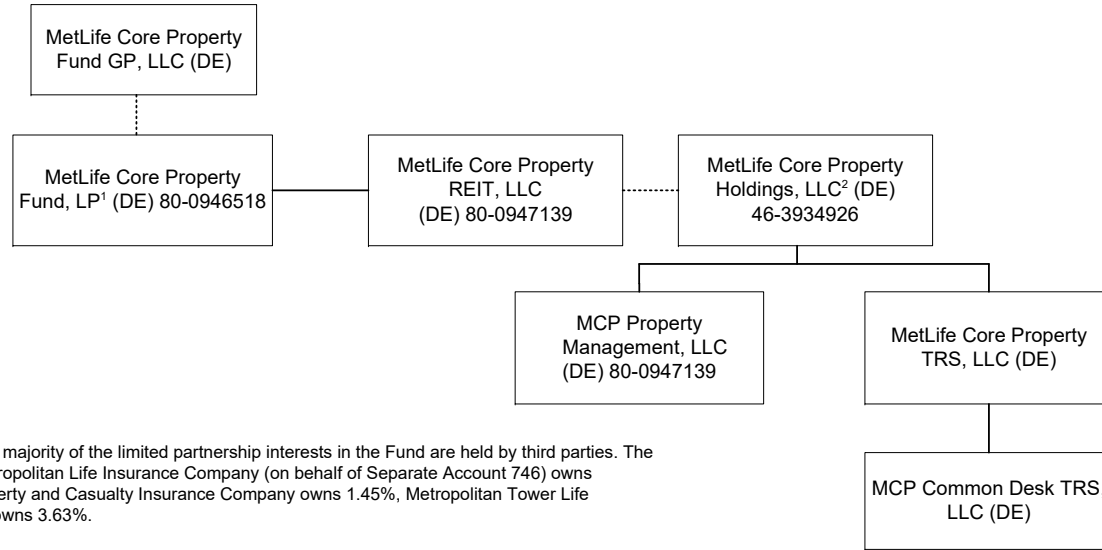 MetLife Core Property
Fund GP, LLC (DE)
MetLife Core Property
Fund, LP¹ (DE) 80-0946518
MetLife Core Property
REIT, LLC
(DE) 80-0947139
MetLife Core Property
Holdings, LLC² (DE)
46-3934926
MCP Property
Management, LLC
(DE) 80-0947139
MetLife Core Property
TRS, LLC (DE)
MCP Common Desk TRS,
LLC (DE)
majority of the limited partnership interests in the Fund are held by third parties. The
ropolitan Life Insurance Company (on behalf of Separate Account 746) owns
erty and Casualty Insurance Company owns 1.45%, Metropolitan Tower Life
owns 3.63%.